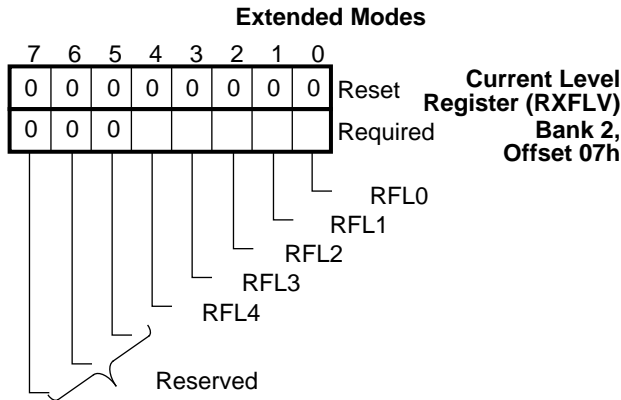 Extended Modes
7 6 5 4 3 2 1 0
0 0 0 0 0 0 0 0 Reset
0 0 0 Required
Current Level
Register (RXFLV)
Bank 2,
Offset 07h
RFL0
RFL1
RFL2
RFL3
RFL4
Reserved